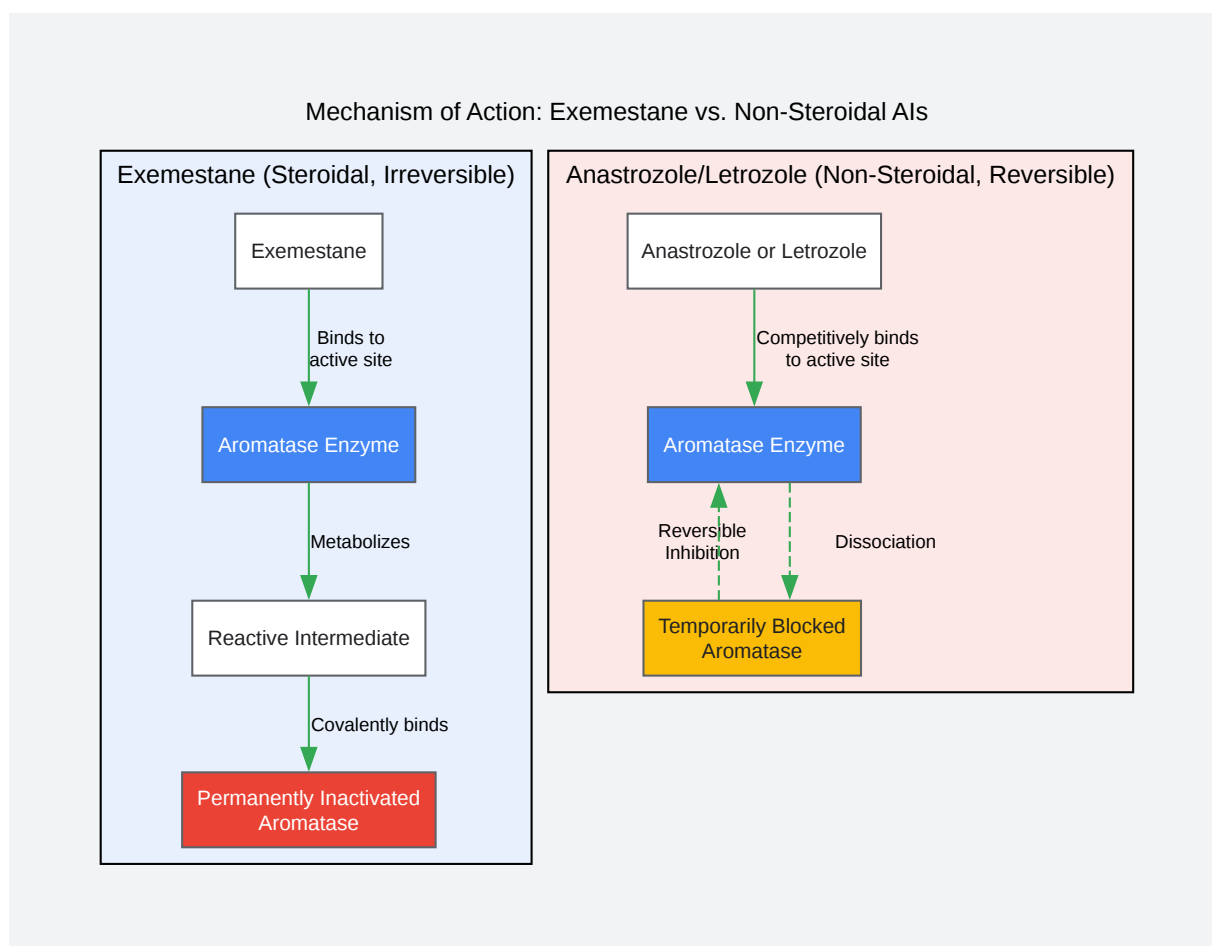 Mechanism of Action: Exemestane vs. Non-Steroidal AIs
Exemestane (Steroidal, Irreversible)
Exemestane
Binds to
active site
Aromatase Enzyme
Metabolizes
Reactive Intermediate
Covalently binds
Permanently Inactivated
Aromatase
Anastrozole/Letrozole (Non-Steroidal, Reversible)
Anastrozole or Letrozole
Competitively binds
to active site
Aromatase Enzyme
Reversible
Inhibition
Dissociation
Temporarily Blocked
Aromatase